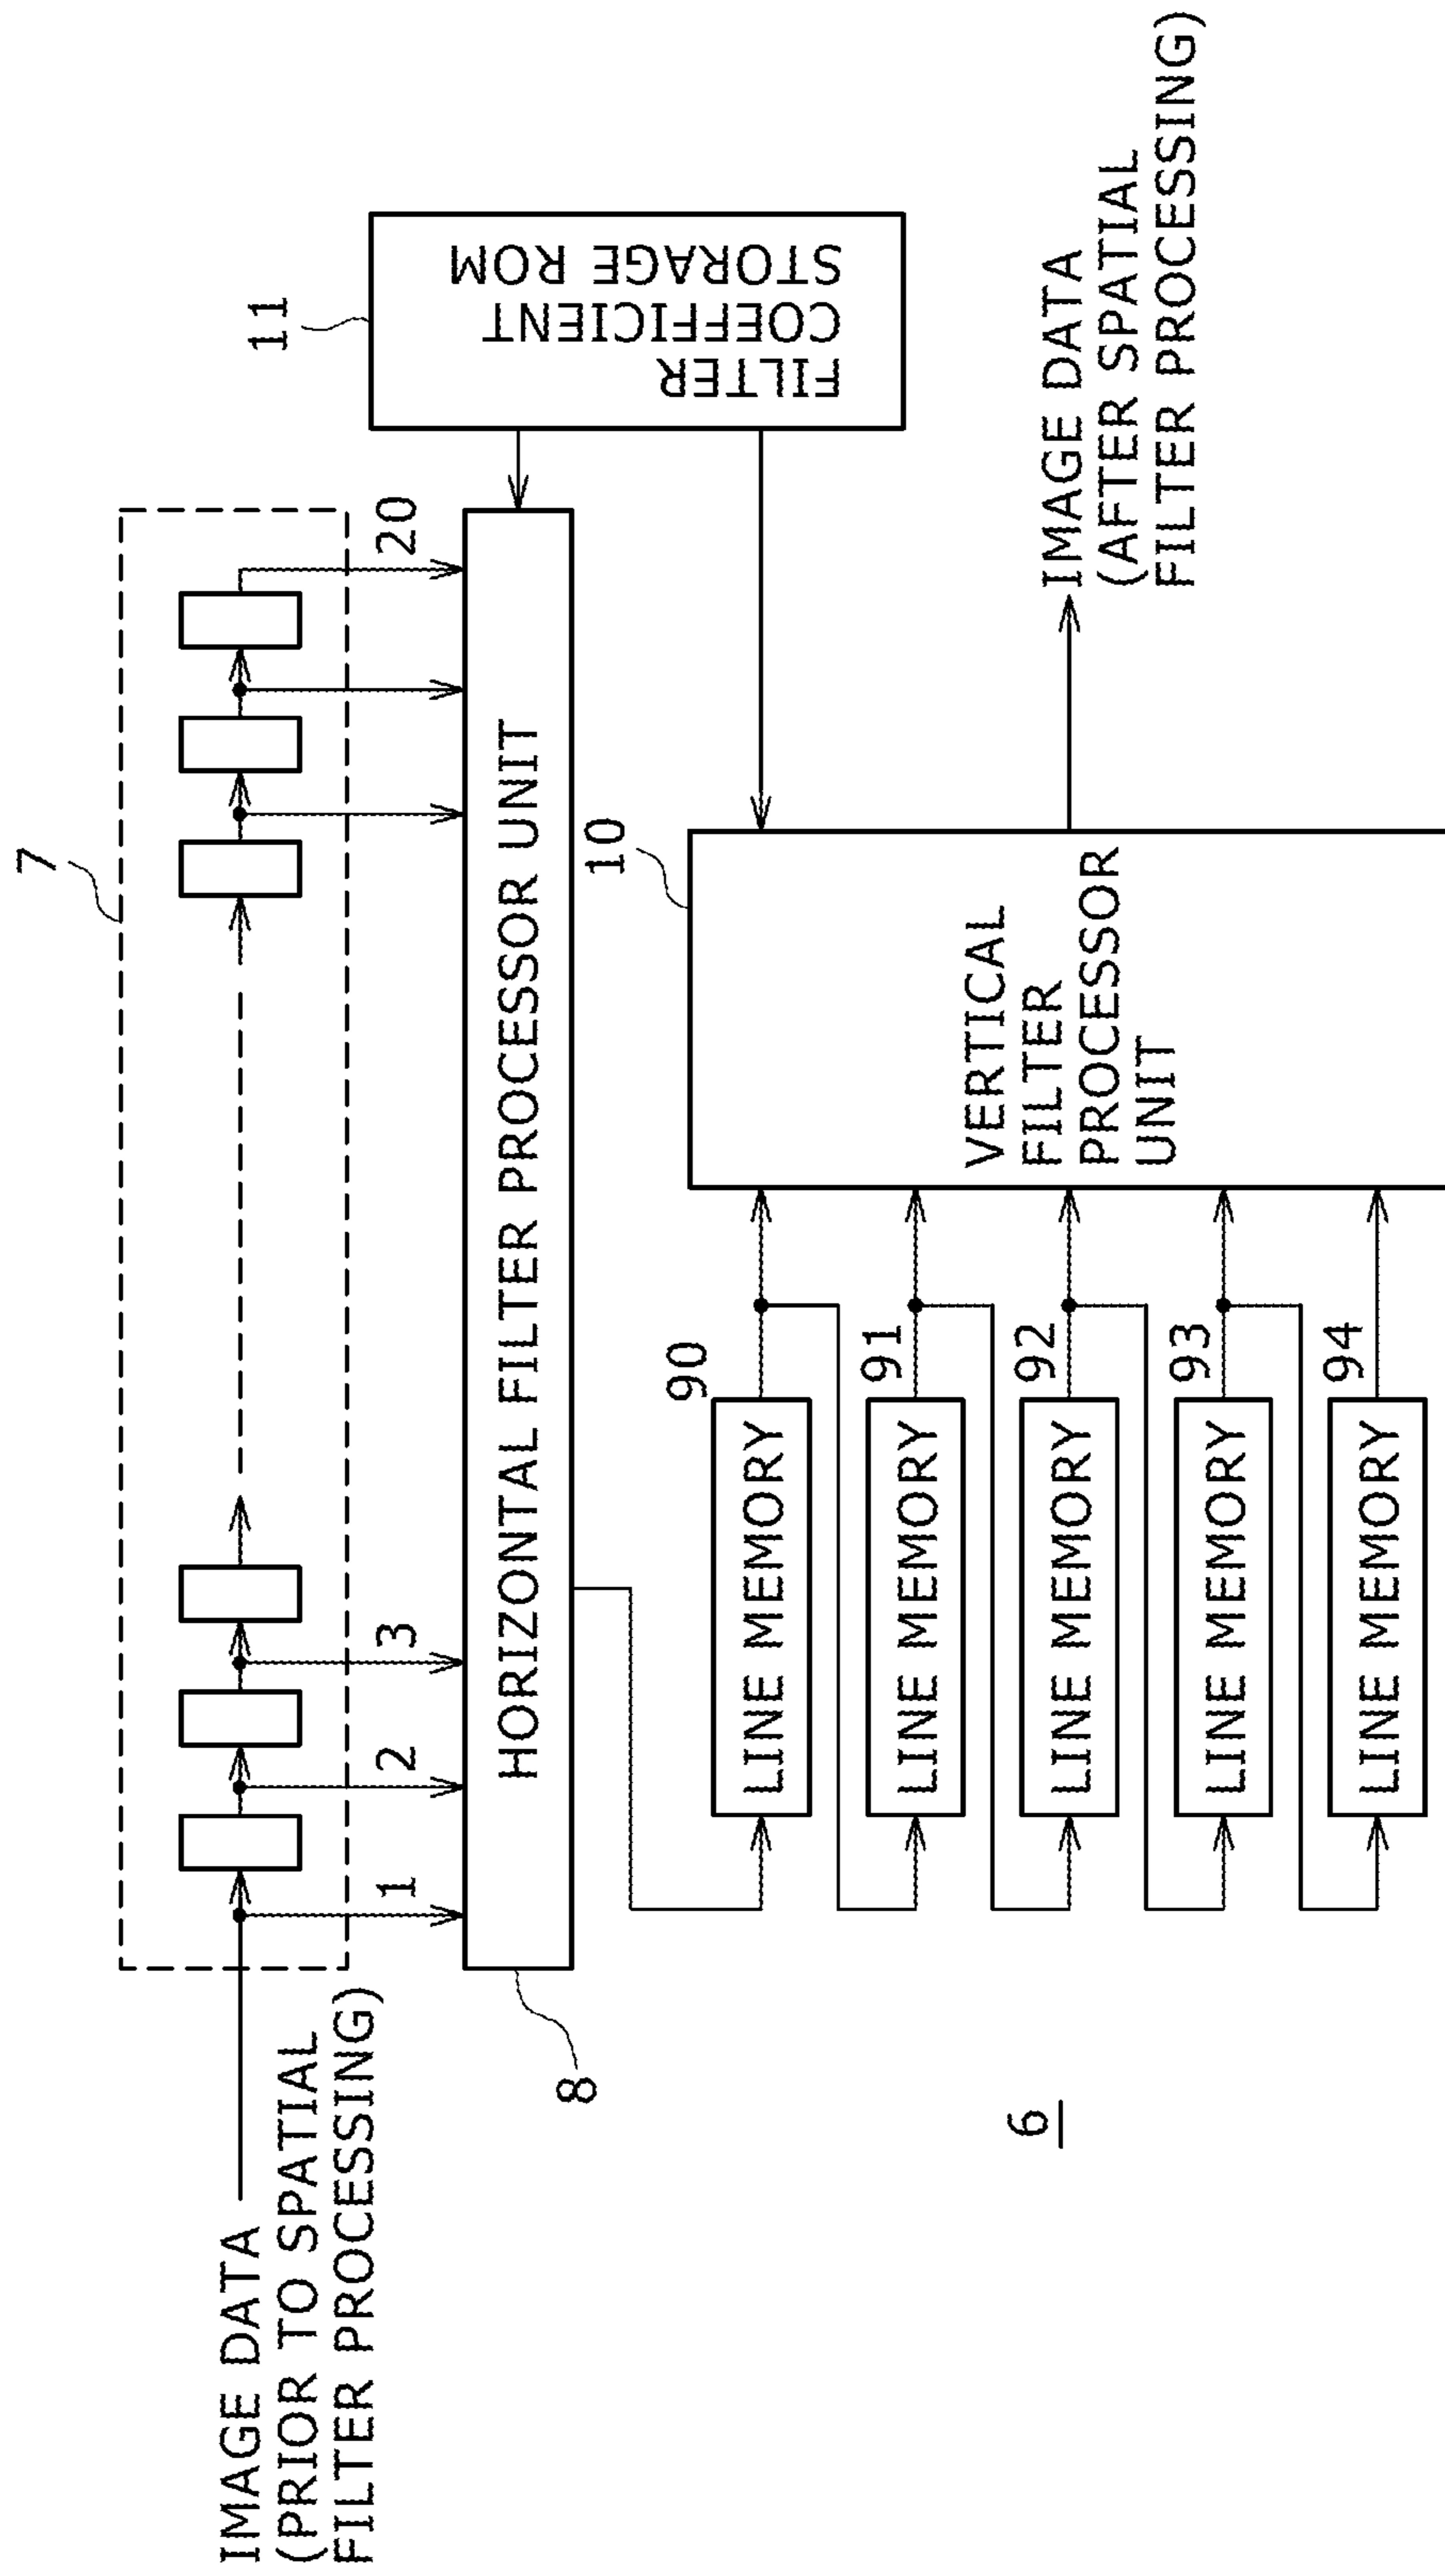 7
IMAGE DATA
(PRIOR TO SPATIAL
FILTER PROCESSING)
1
2
3
20
11
FILTER
COEFFICIENT
STORAGE ROM
8
HORIZONTAL FILTER PROCESSOR UNIT
10
90
LINE MEMORY
91
LINE MEMORY
92
LINE MEMORY
93
LINE MEMORY
94
LINE MEMORY
VERTICAL
FILTER
PROCESSOR
UNIT
IMAGE DATA
(AFTER SPATIAL
FILTER PROCESSING)
6